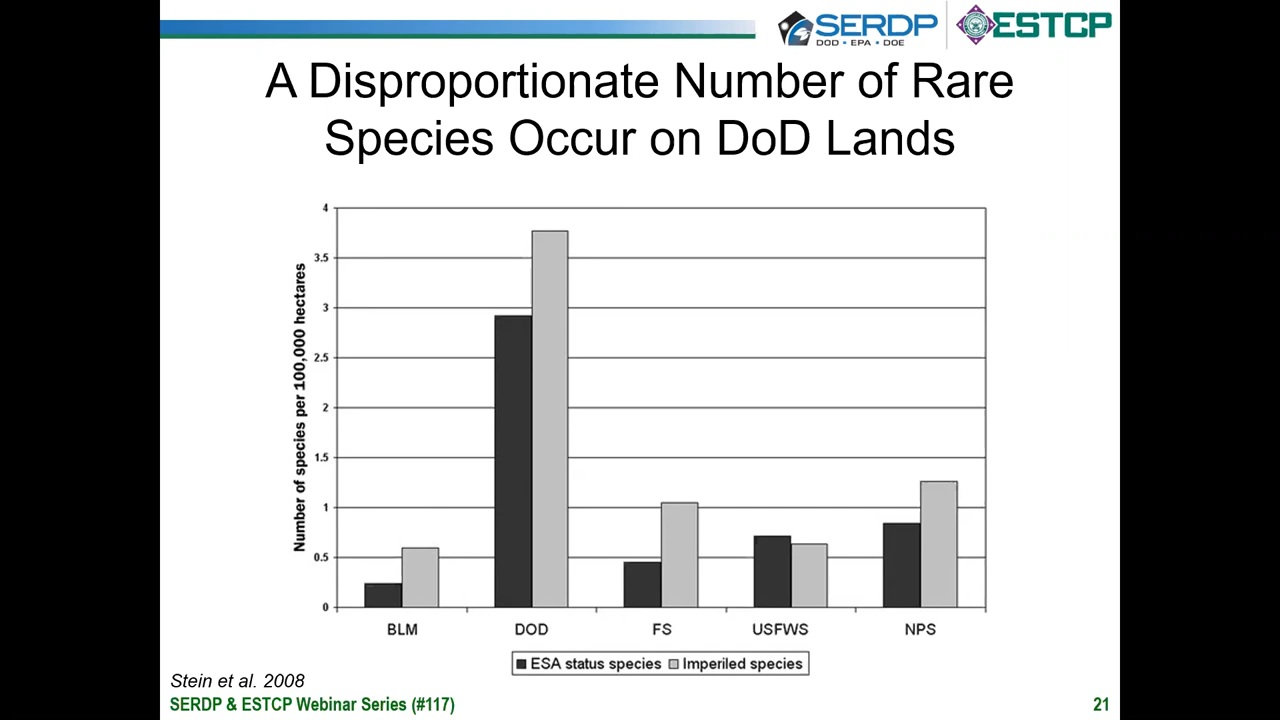 SERDP
DOD • EPA • DOE
ESTCP
A Disproportionate Number of Rare
Species Occur on DoD Lands
Number of species per 100,000 hectares
4
3.5
3
2.5
2
1.5
1
0.5
0
BLM DOD FS USFWS NPS
ESA status species Imperiled species
Stein et al. 2008
SERDP & ESTCP Webinar Series (#117)
21